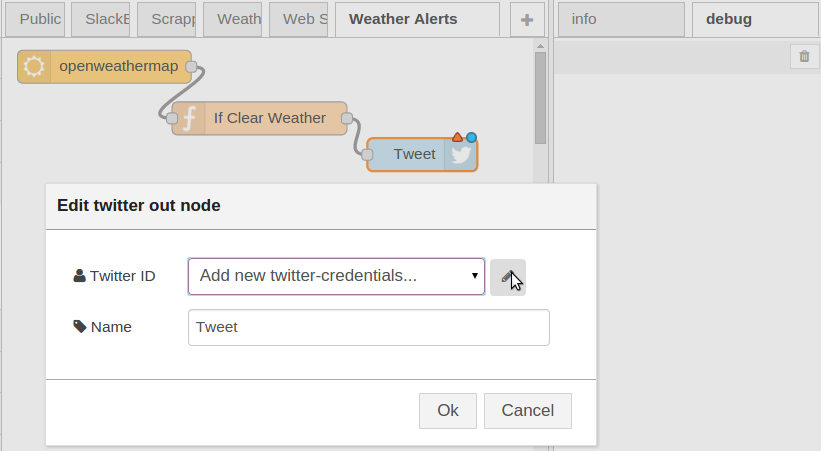 Public SlackE Scrapp Weath Web S Weather Alerts + info debug
openweathermap
If Clear Weather
Tweet
Edit twitter out node
Twitter ID Add new twitter-credentials...
Name Tweet
Ok Cancel